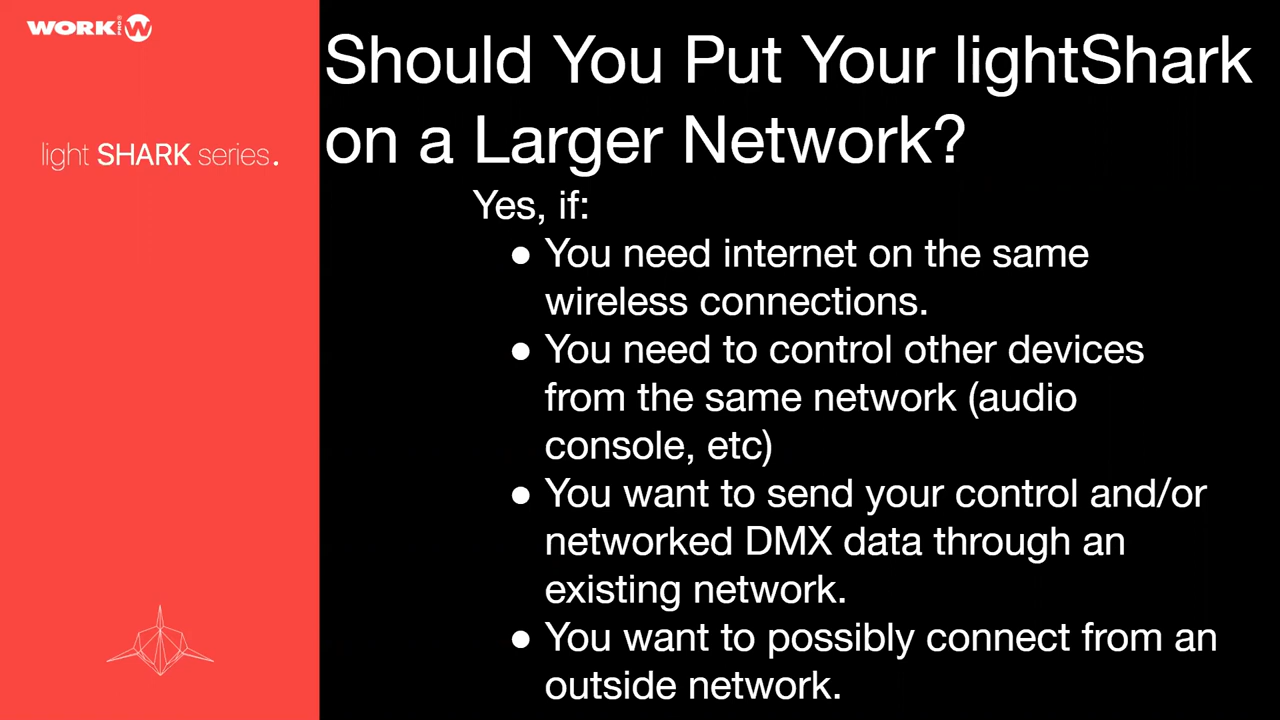 WORK PRO
light SHARK series.
Should You Put Your lightShark
on a Larger Network?
Yes, if:
● You need internet on the same
wireless connections.
● You need to control other devices
from the same network (audio
console, etc)
● You want to send your control and/or
networked DMX data through an
existing network.
● You want to possibly connect from an
outside network.